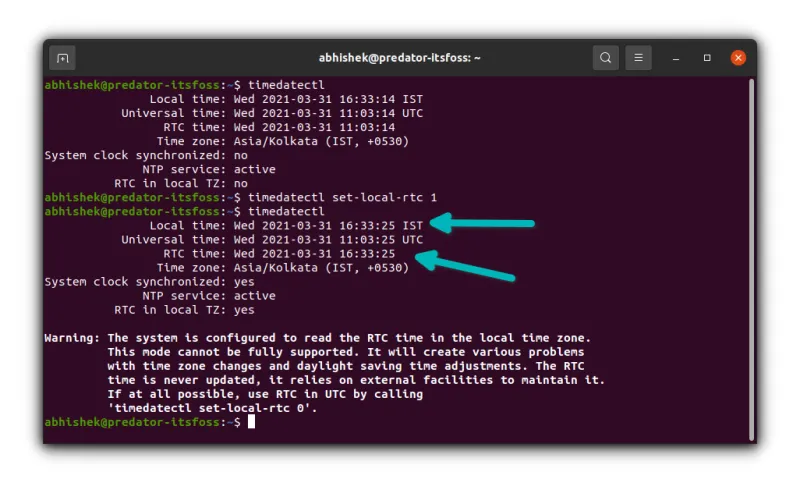 abhishek@predator-itsfoss: ~
abhishek@predator-itsfoss:~$ timedatectl
Local time: Wed 2021-03-31 16:33:14 IST
Universal time: Wed 2021-03-31 11:03:14 UTC
RTC time: Wed 2021-03-31 11:03:14
Time zone: Asia/Kolkata (IST, +0530)
System clock synchronized: no
NTP service: active
RTC in local TZ: no
abhishek@predator-itsfoss:~$ timedatectl set-local-rtc 1
abhishek@predator-itsfoss:~$ timedatectl
Local time: Wed 2021-03-31 16:33:25 IST
Universal time: Wed 2021-03-31 11:03:25 UTC
RTC time: Wed 2021-03-31 16:33:25
Time zone: Asia/Kolkata (IST, +0530)
System clock synchronized: yes
NTP service: active
RTC in local TZ: yes
Warning: The system is configured to read the RTC time in the local time zone.
This mode cannot be fully supported. It will create various problems
with time zone changes and daylight saving time adjustments. The RTC
time is never updated, it relies on external facilities to maintain it.
If at all possible, use RTC in UTC by calling
'timedatectl set-local-rtc 0'.
abhishek@predator-itsfoss:~$